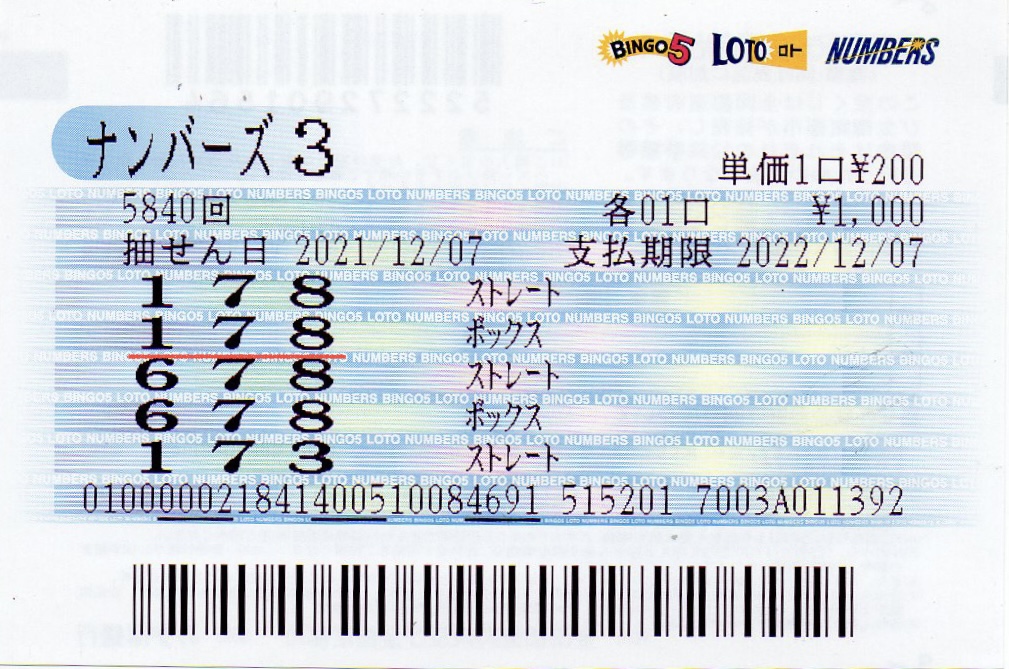 BINGO5 LOTO ロト NUMBERS
ナンバーズ3
単価1口¥200
5840回 各01口 ¥1,000
抽せん日 2021/12/07 支払期限 2022/12/07
1 7 8 ストレート
1 7 8 ボックス
6 7 8 ストレート
6 7 8 ボックス
1 7 3 ストレート
010000021841400510084691 515201 7003A011392